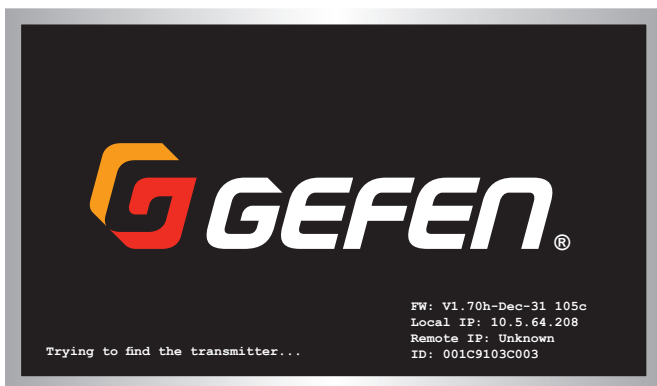 GEFEN®
FW: V1.70h-Dec-31 105c
Local IP: 10.5.64.208
Remote IP: Unknown
Trying to find the transmitter...
ID: 001C9103C003